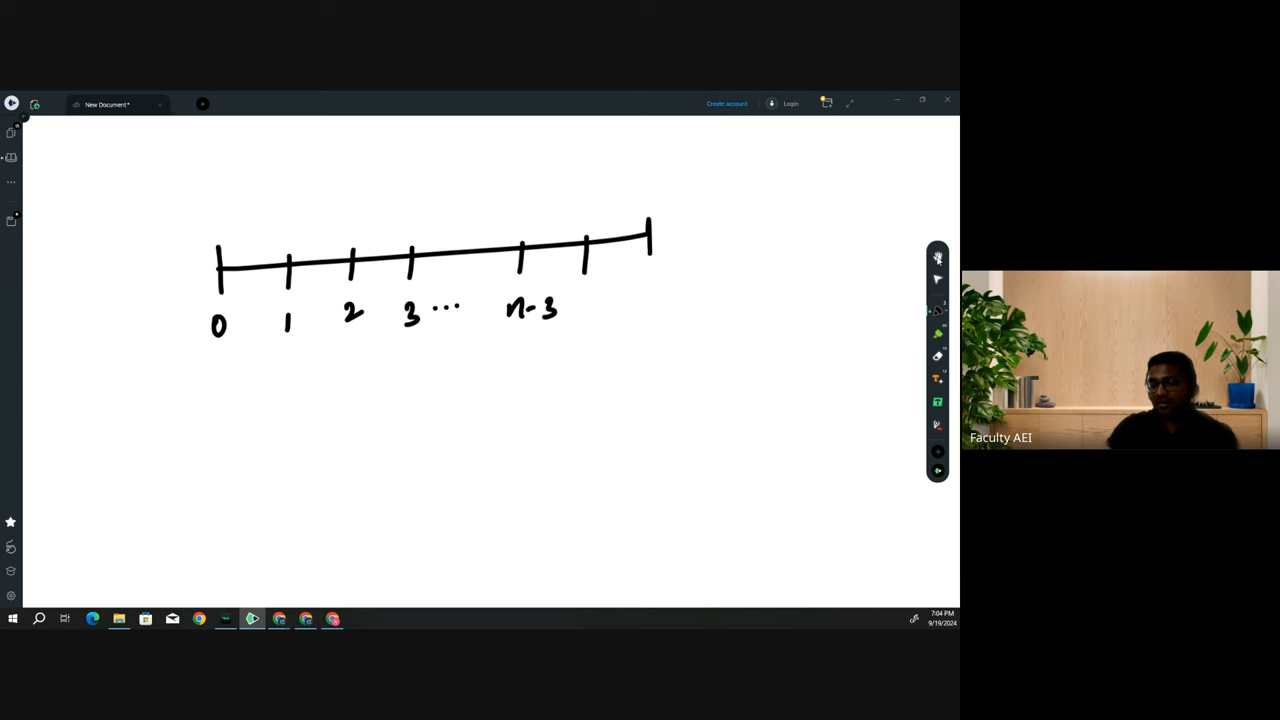 New Document*
Create account
Login
0 1 2 3 ... n-3
Faculty AEI
7:04 PM
9/19/2024